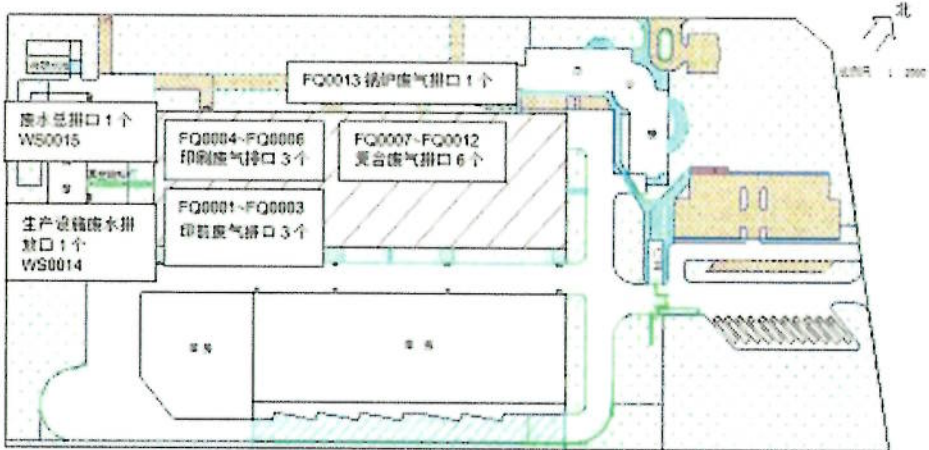 北
FQ0013 锅炉废气排口 1 个
废水总排口 1 个
WS0015
FQ0004~FQ0006
印刷废气排口 3 个
FQ0007~FQ0012
复合废气排口 6 个
FQ0001~FQ0003
印前废气排口 3 个
生产设备废水排
放口 1 个
WS0014